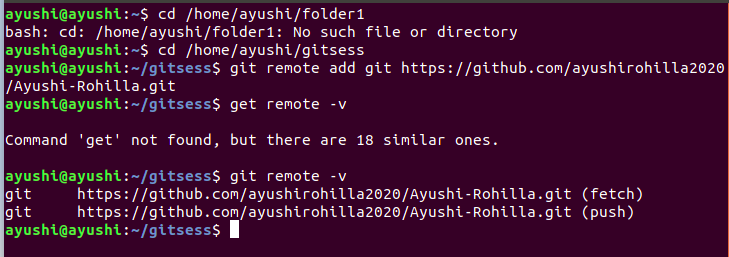 ayushi@ayushi:~$ cd /home/ayushi/folder1
bash: cd: /home/ayushi/folder1: No such file or directory
ayushi@ayushi:~$ cd /home/ayushi/gitsess
ayushi@ayushi:~/gitsess$ git remote add git https://github.com/ayushirohilla2020
/Ayushi-Rohilla.git
ayushi@ayushi:~/gitsess$ get remote -v
Command 'get' not found, but there are 18 similar ones.
ayushi@ayushi:~/gitsess$ git remote -v
git     https://github.com/ayushirohilla2020/Ayushi-Rohilla.git (fetch)
git     https://github.com/ayushirohilla2020/Ayushi-Rohilla.git (push)
ayushi@ayushi:~/gitsess$